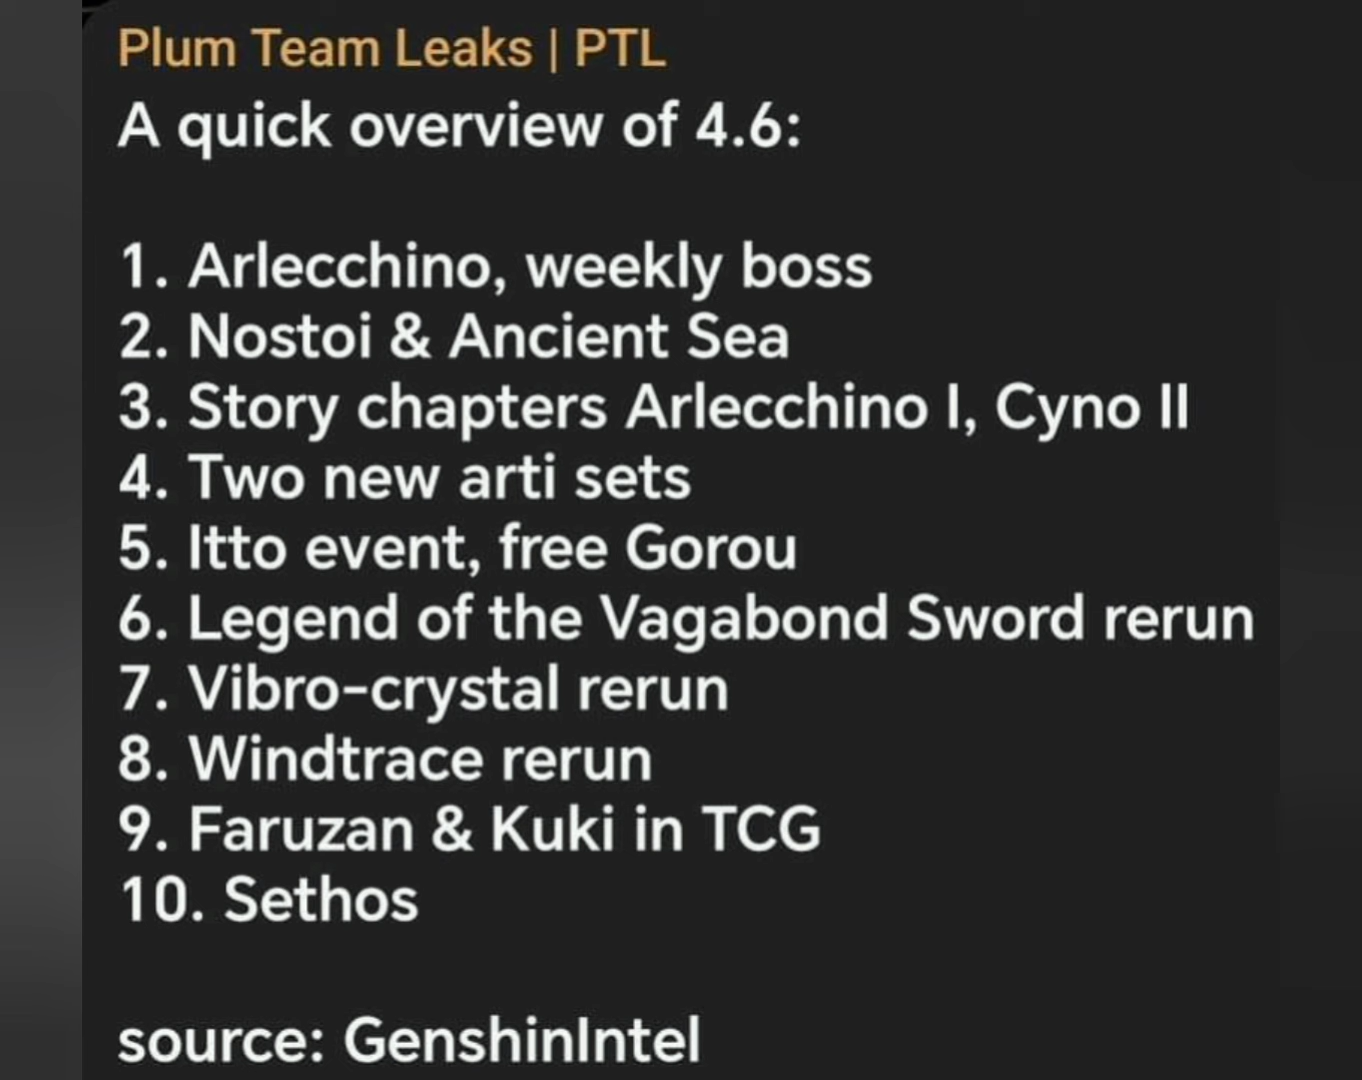 Plum Team Leaks | PTL
A quick overview of 4.6:
1. Arlecchino, weekly boss
2. Nostoi & Ancient Sea
3. Story chapters Arlecchino I, Cyno II
4. Two new arti sets
5. Itto event, free Gorou
6. Legend of the Vagabond Sword rerun
7. Vibro-crystal rerun
8. Windtrace rerun
9. Faruzan & Kuki in TCG
10. Sethos
source: GenshinIntel